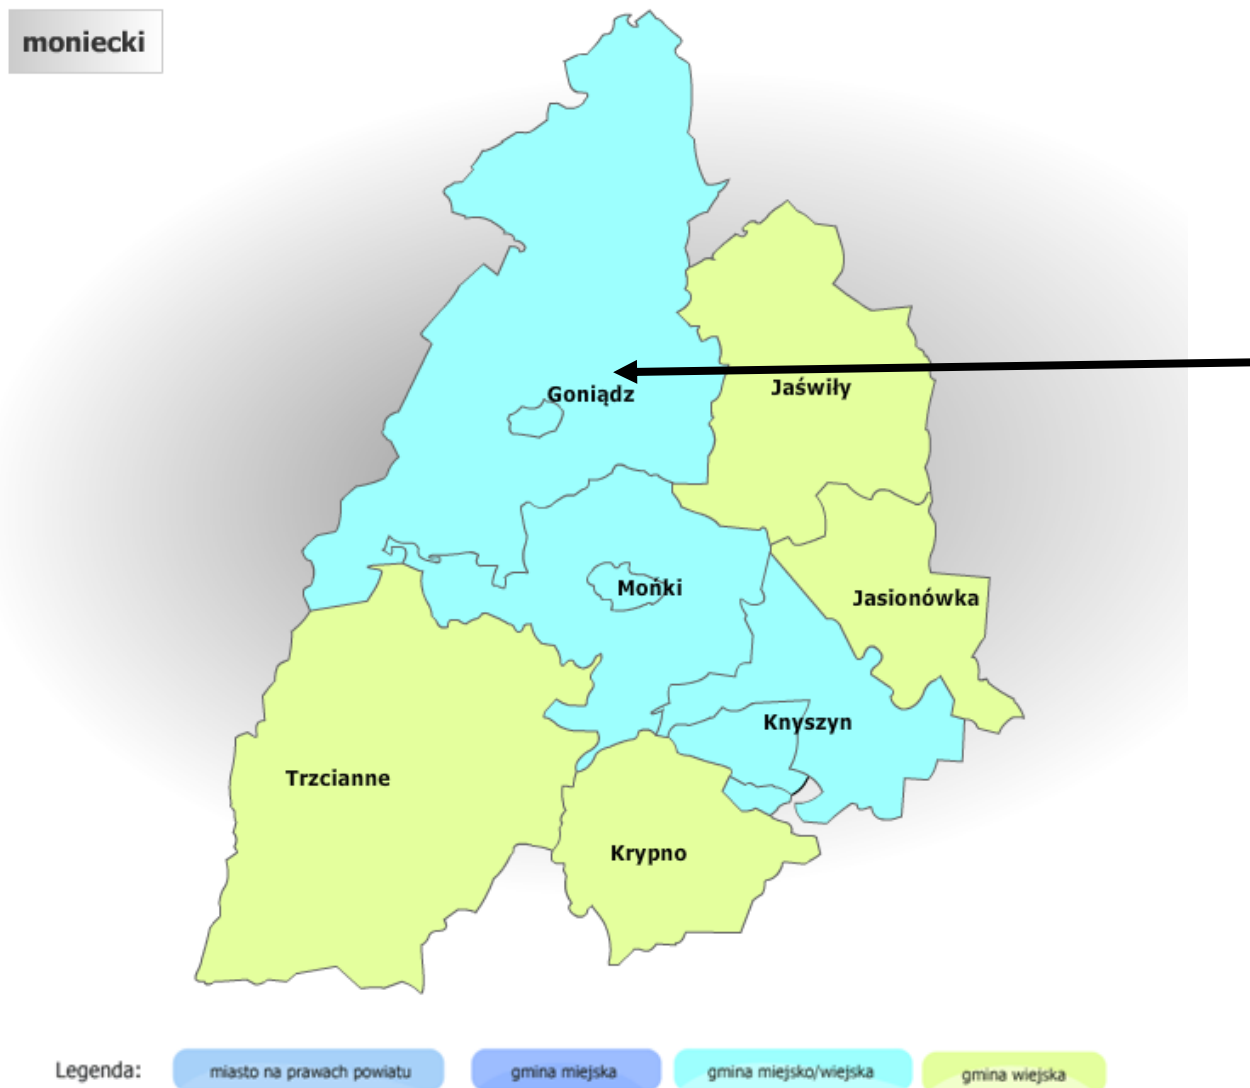 moniecki
Goniądz
Jaświły
Mońki
Jasionówka
Knyszyn
Trzcianne
Krypno
Legenda:
miasto na prawach powiatu
gmina miejska
gmina miejsko/wiejska
gmina wiejska